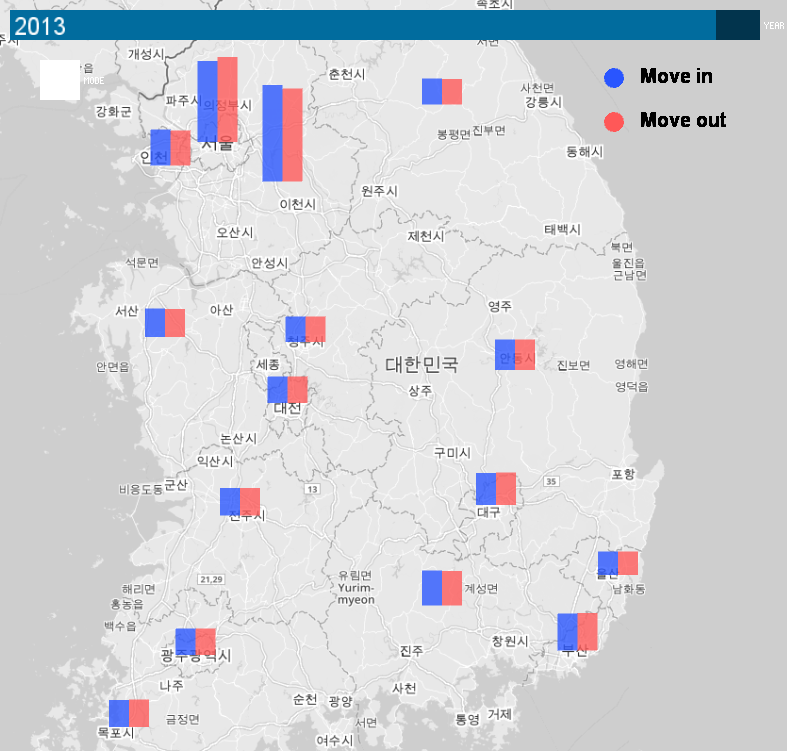 속초시
2013
YEAR
서면
개성시
춘천시
Move in
MODE
읍
사천면
파주시
의정부시
강릉시
강화군
Move out
봉평면
진부면
서울
동해시
인천
원주시
이천시
오산시
태백시
제천시
북면
석문면
안성시
울진읍
근남면
영주
서산
아산
청주시
안동시
대한민국
세종
진보면
영해면
안면읍
영덕읍
상주
대전
논산시
구미시
익산시
포항
비응도동
군산
13
35
전주시
대구
울산
21,29
유림면
Yurim-
myeon
해리면
계성면
남화동
홍농읍
백수읍
광주광역시
진주
창원시
부산
나주
사천
순천
광양
목포시
금정면
서면
통영
거제
여수시